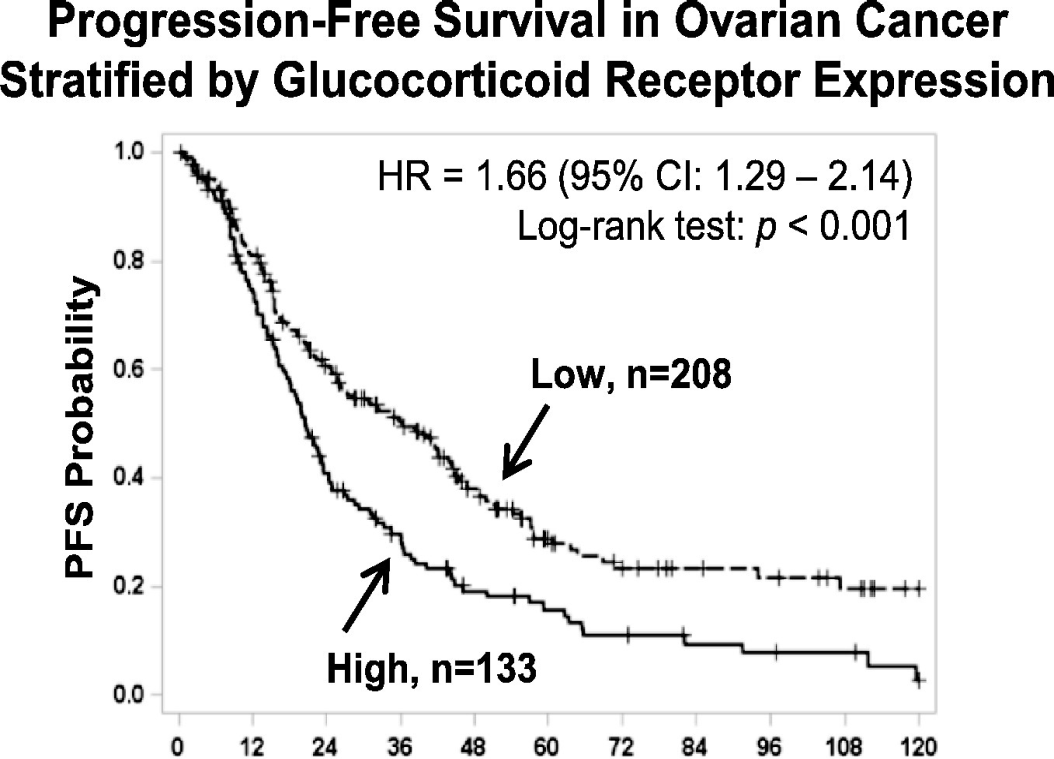 Progression-Free Survival in Ovarian Cancer
Stratified by Glucocorticoid Receptor Expression
HR = 1.66 (95% CI: 1.29 – 2.14)
Log-rank test: p < 0.001
PFS Probability
1.0
0.8
0.6
0.4
0.2
0.0
Low, n=208
High, n=133
0 12 24 36 48 60 72 84 96 108 120